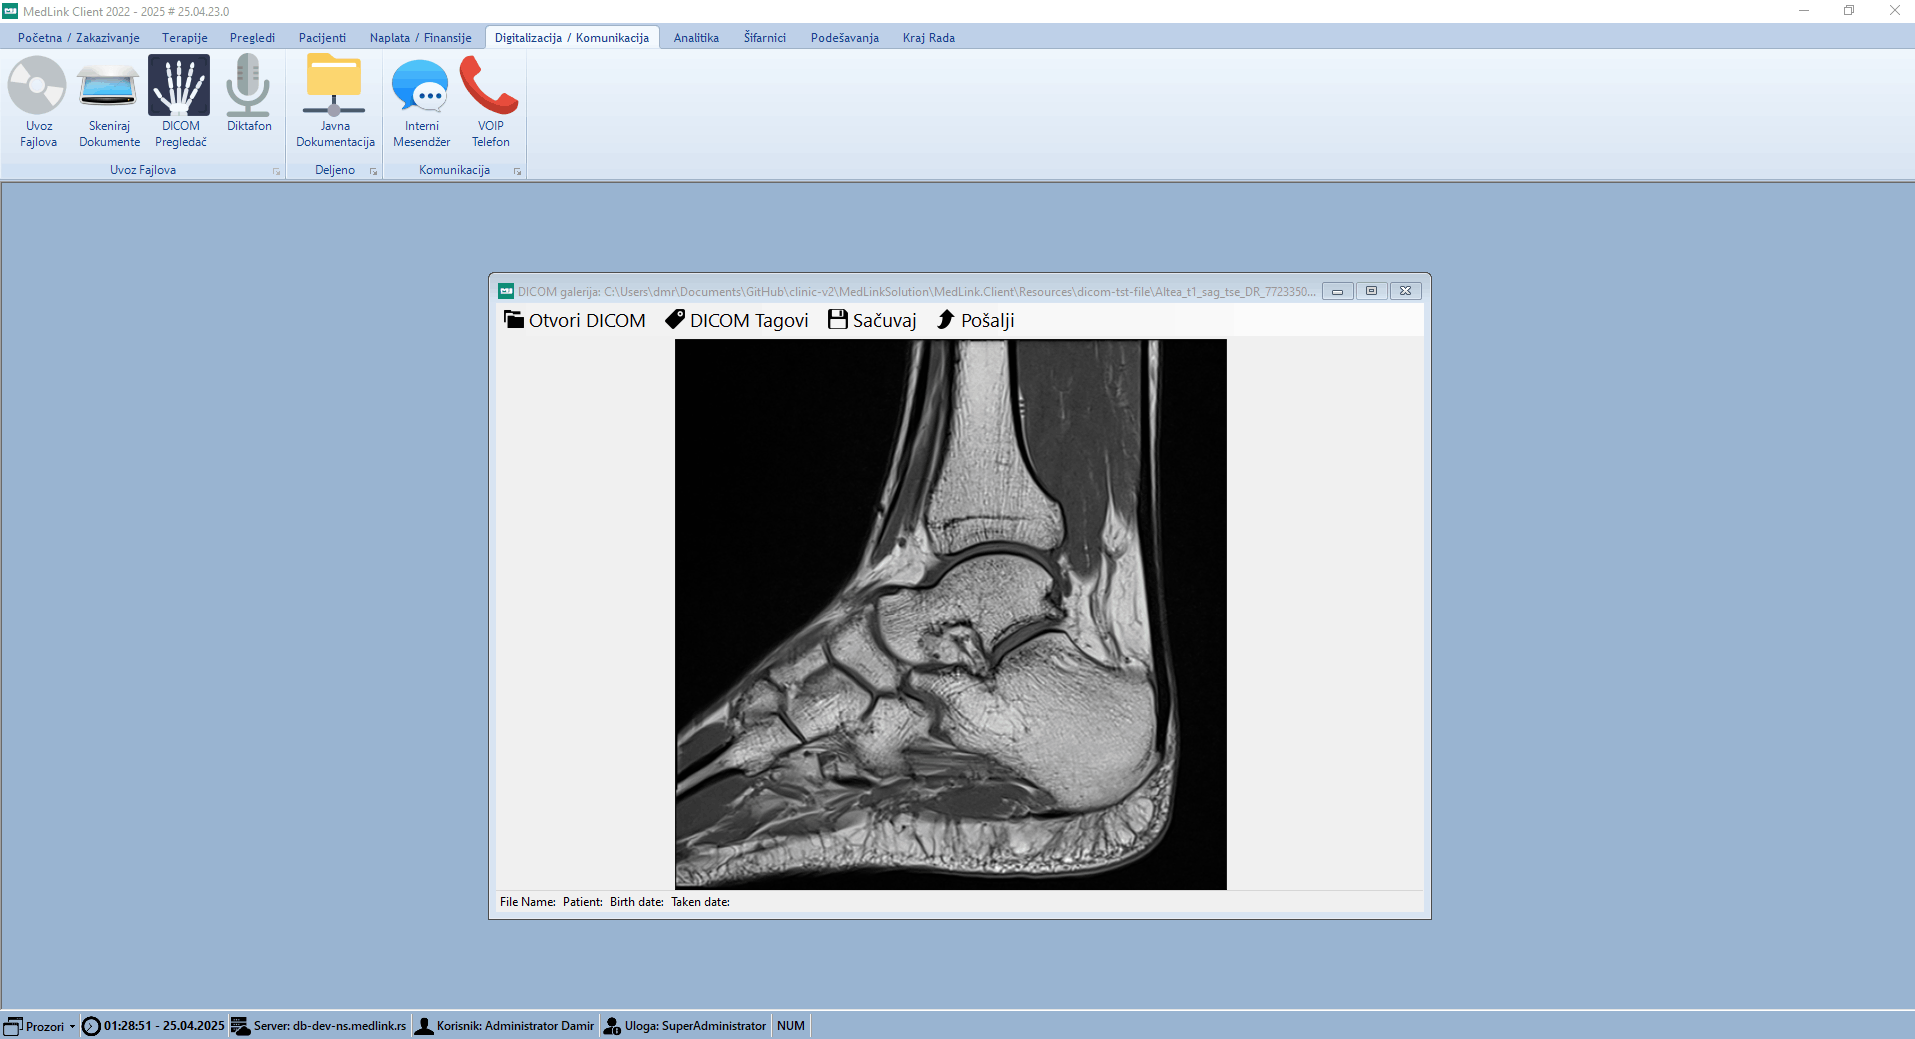 MedLink Client 2022 - 2025 # 25.04.23.0
Početna / Zakazivanje Terapije Pregledi Pacijenti Naplata / Finansije Digitalizacija / Komunikacija Analitika Šifarnici Podešavanja Kraj Rada
Uvoz Fajlova
Skeniraj Dokumente
DICOM Pregledač
Diktafon
Javna Dokumentacija
Interni Mesendžer
VOIP Telefon
Uvoz Fajlova Deljeno Komunikacija
DICOM galerija: C:\Users\dmr\Documents\GitHub\clinic-v2\MedLinkSolution\MedLink.Client\Resources\dicom-tst-file\Altea_t1_sag_tse_DR_7723350...
Otvori DICOM DICOM Tagovi Sačuvaj Pošalji
File Name: Patient: Birth date: Taken date:
Prozori 01:28:51 - 25.04.2025 Server: db-dev-ns.medlink.rs Korisnik: Administrator Damir Uloga: SuperAdministrator NUM